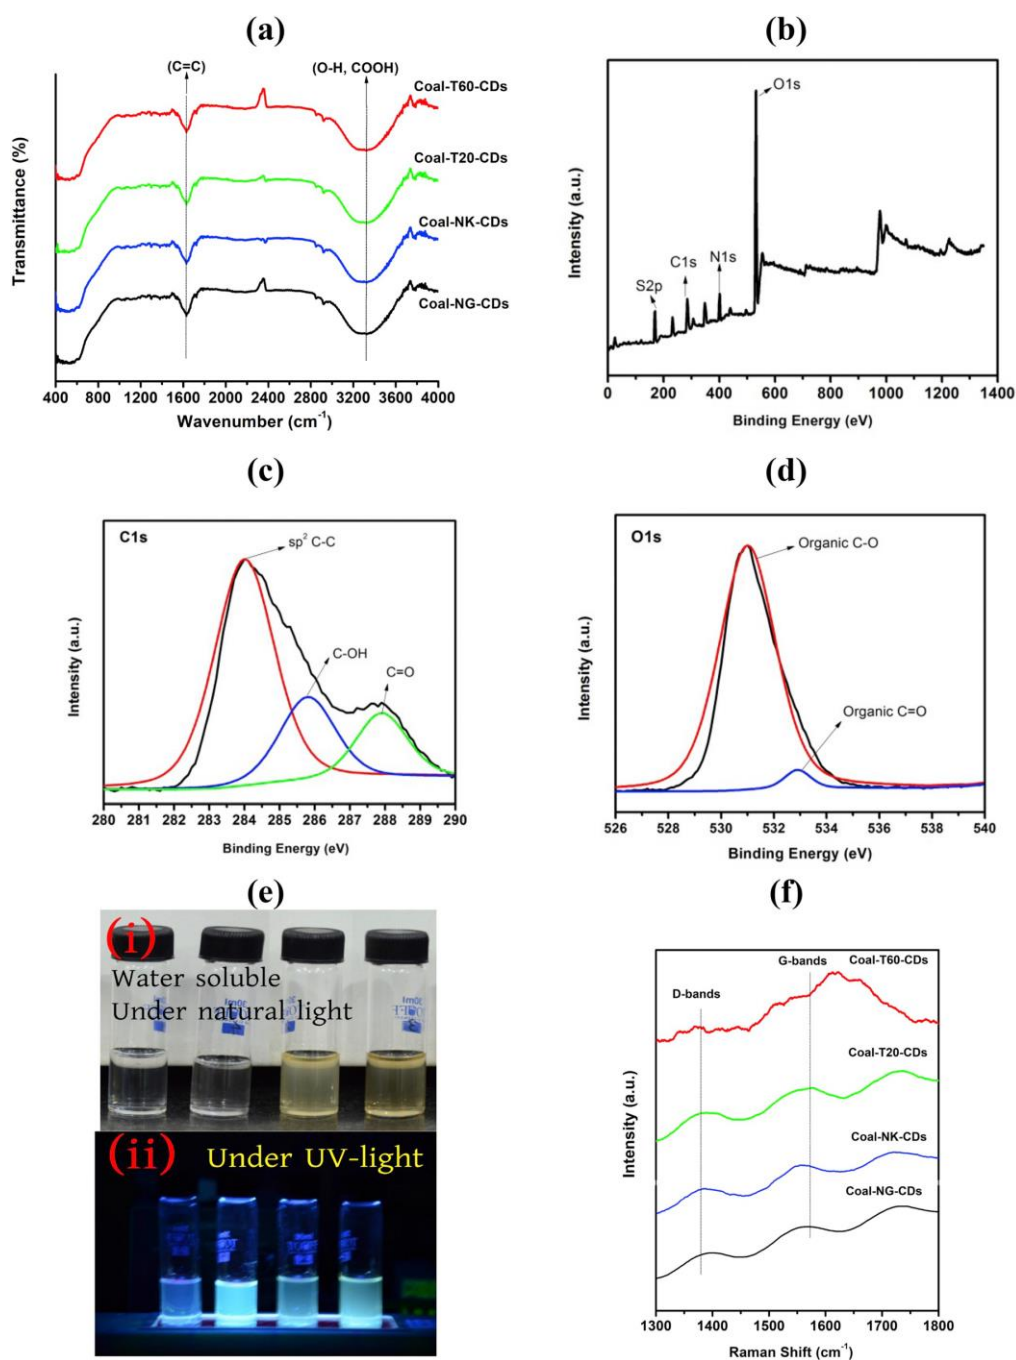 (a)
(C=C)
(O-H, COOH)
Coal-T60-CDs
Coal-T20-CDs
Coal-NK-CDs
Coal-NG-CDs
Transmittance (%)
400 800 1200 1600 2000 2400 2800 3200 3600 4000
Wavenumber (cm⁻¹)
(b)
O1s
N1s
C1s
S2p
Intensity (a.u.)
0 200 400 600 800 1000 1200 1400
Binding Energy (eV)
(c)
C1s
sp² C-C
C-OH
C=O
Intensity (a.u.)
280 281 282 283 284 285 286 287 288 289 290
Binding Energy (eV)
(d)
O1s
Organic C-O
Organic C=O
Intensity (a.u.)
526 528 530 532 534 536 538 540
Binding Energy (eV)
(e)
(i)
Water soluble
Under natural light
(ii)
Under UV-light
(f)
G-bands
Coal-T60-CDs
D-bands
Coal-T20-CDs
Coal-NK-CDs
Coal-NG-CDs
Intensity (a.u.)
1300 1400 1500 1600 1700 1800
Raman Shift (cm⁻¹)